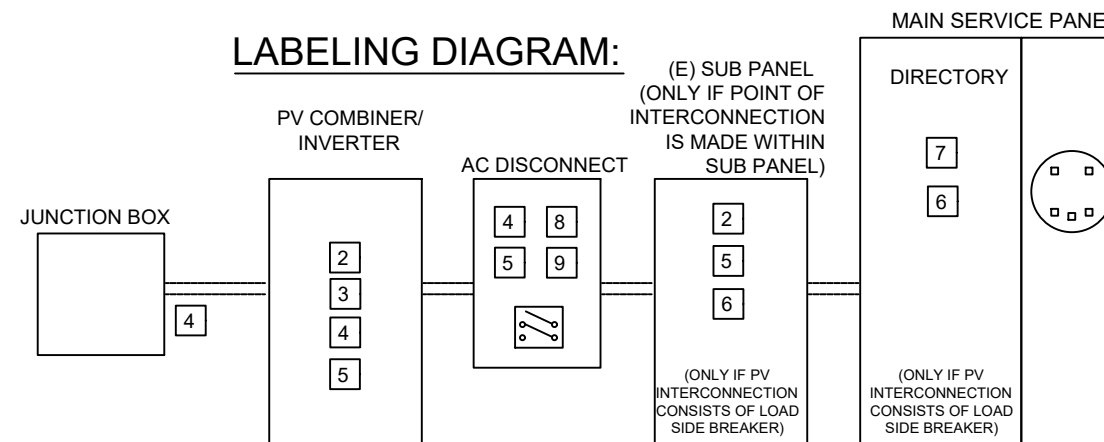 LABELING DIAGRAM:
JUNCTION BOX
4
PV COMBINER/
INVERTER
2
3
4
5
AC DISCONNECT
4 8
5 9
(E) SUB PANEL
(ONLY IF POINT OF
INTERCONNECTION
IS MADE WITHIN
SUB PANEL)
2
5
6
(ONLY IF PV
INTERCONNECTION
CONSISTS OF LOAD
SIDE BREAKER)
MAIN SERVICE PANE
DIRECTORY
7
6
(ONLY IF PV
INTERCONNECTION
CONSISTS OF LOAD
SIDE BREAKER)